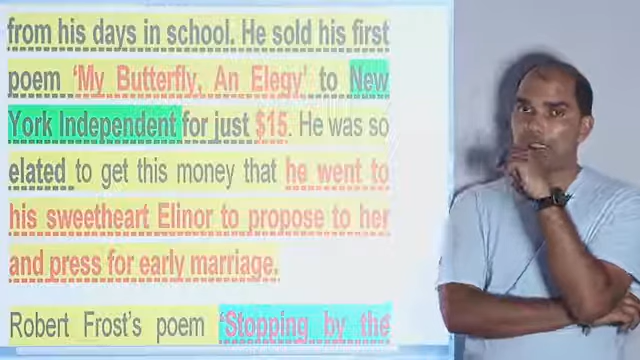 from his days in school. He sold his first
poem ‘My Butterfly, An Elegy’ to New
York Independent for just $15. He was so
elated to get this money that he went to
his sweetheart Elinor to propose to her
and press for early marriage.
Robert Frost’s poem ‘Stopping by the